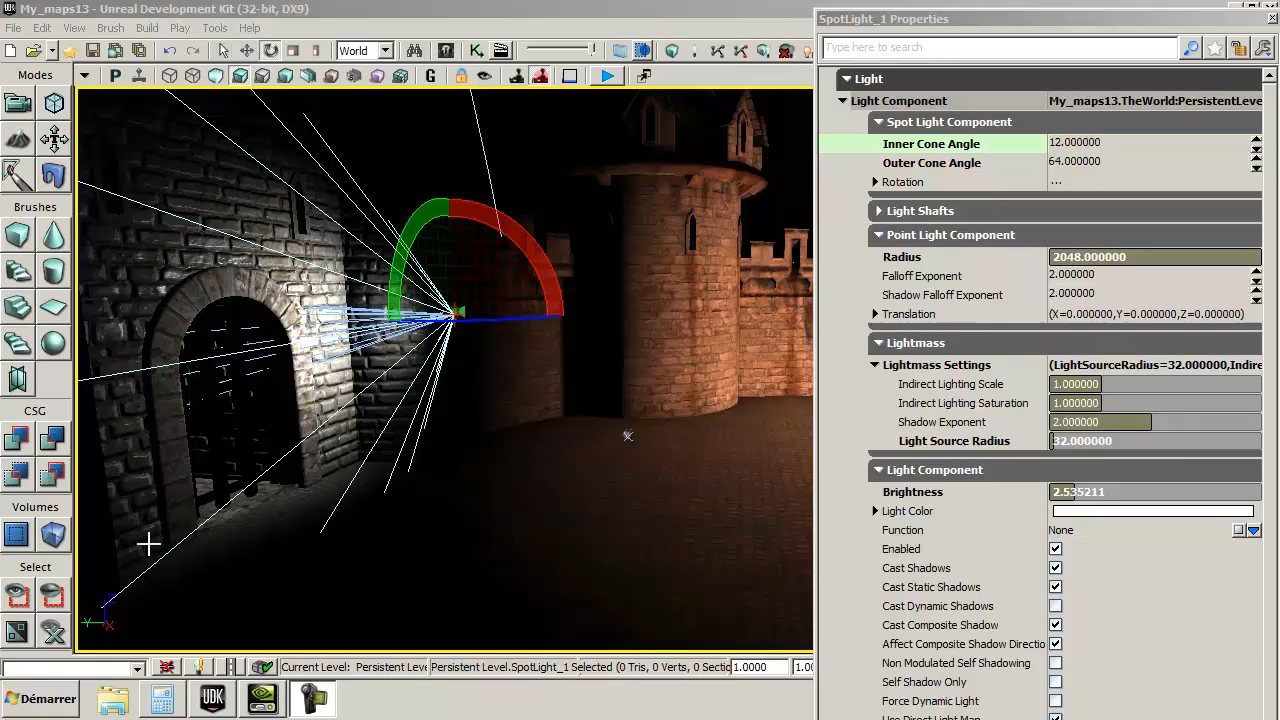 My_maps13 - Unreal Development Kit (32-bit, DX9)
File Edit View Brush Build Play Tools Help
World
Modes
P
G
Brushes
CSG
Volumes
Select
Y
X
Current Level: Persistent Leve
Persistent Level.SpotLight_1 Selected (0 Tris, 0 Verts, 0 Sectio
1.0000
1.00
Démarrer
UDK
SpotLight_1 Properties
Type here to search
Light
Light Component My_maps13.TheWorld:PersistentLeve
Spot Light Component
Inner Cone Angle 12.000000
Outer Cone Angle 64.000000
Rotation ...
Light Shafts
Point Light Component
Radius 2048.000000
Falloff Exponent 2.000000
Shadow Falloff Exponent 2.000000
Translation (X=0.000000,Y=0.000000,Z=0.000000)
Lightmass
Lightmass Settings (LightSourceRadius=32.000000,Indire
Indirect Lighting Scale 1.000000
Indirect Lighting Saturation 1.000000
Shadow Exponent 2.000000
Light Source Radius 32.000000
Light Component
Brightness 2.535211
Light Color
Function None
Enabled
Cast Shadows
Cast Static Shadows
Cast Dynamic Shadows
Cast Composite Shadow
Affect Composite Shadow Directio
Non Modulated Self Shadowing
Self Shadow Only
Force Dynamic Light
Use Direct Light Map